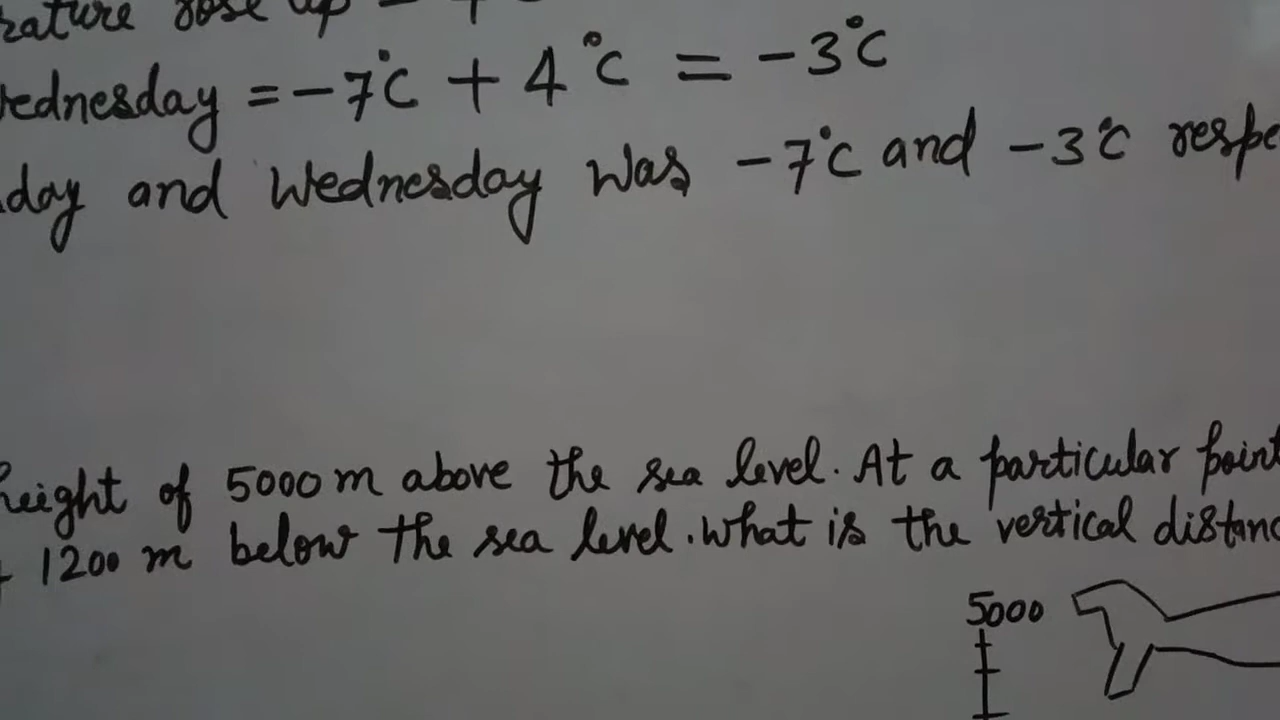 rature rose up =
Wednesday = -7°C + 4°C = -3°C
day and Wednesday was -7°C and -3°C respe
height of 5000 m above the sea level. At a particular point
1200 m below the sea level. What is the vertical distanc
5000